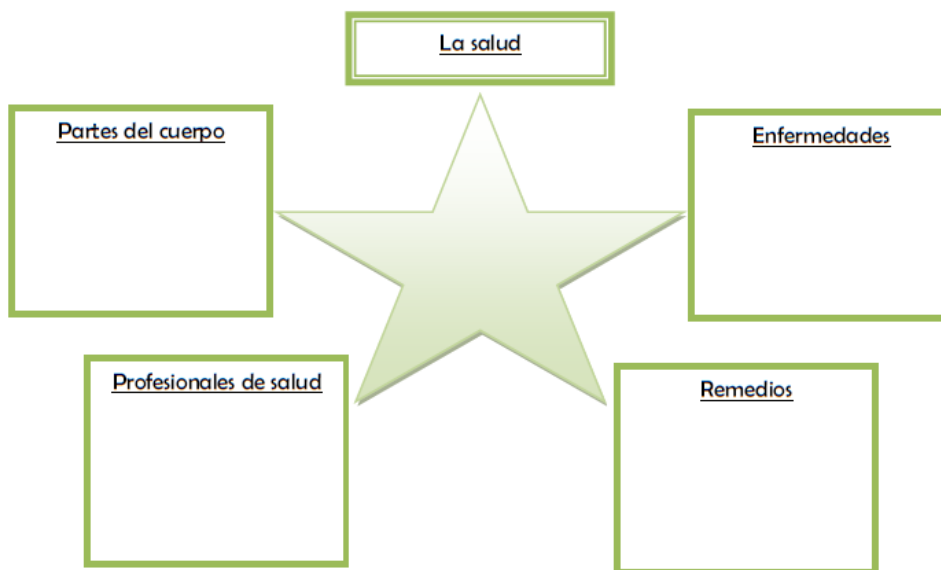 La salud
Partes del cuerpo
Enfermedades
Profesionales de salud
Remedios